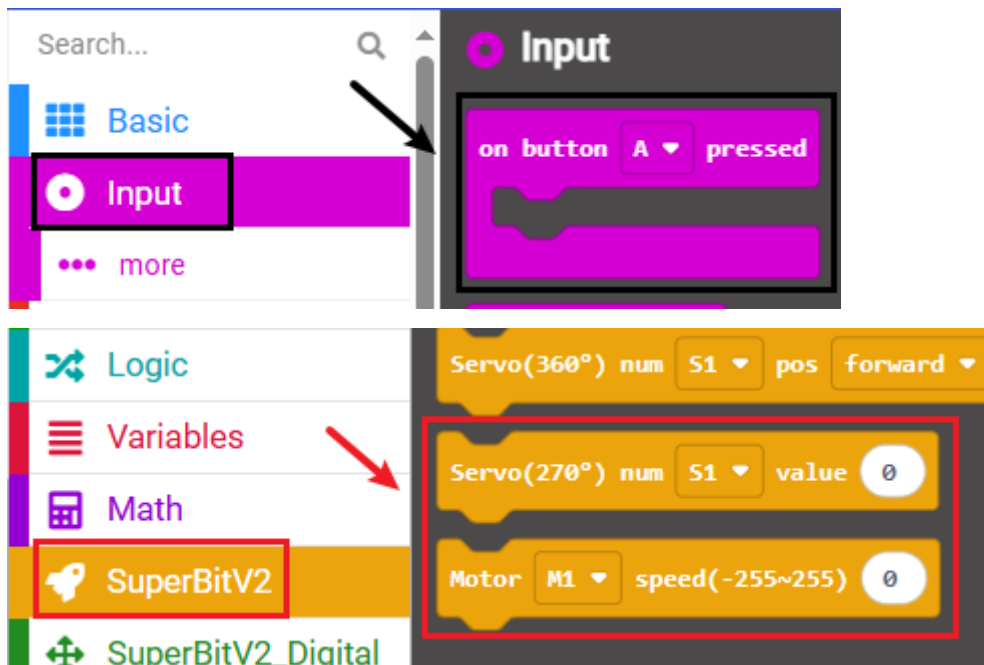 Search...
Input
Basic
on button A pressed
Input
more
Logic
Servo(360°) num S1 pos forward
Variables
Servo(270°) num S1 value 0
Math
SuperBitV2
Motor M1 speed(-255~255) 0
SuperBitV2_Digital